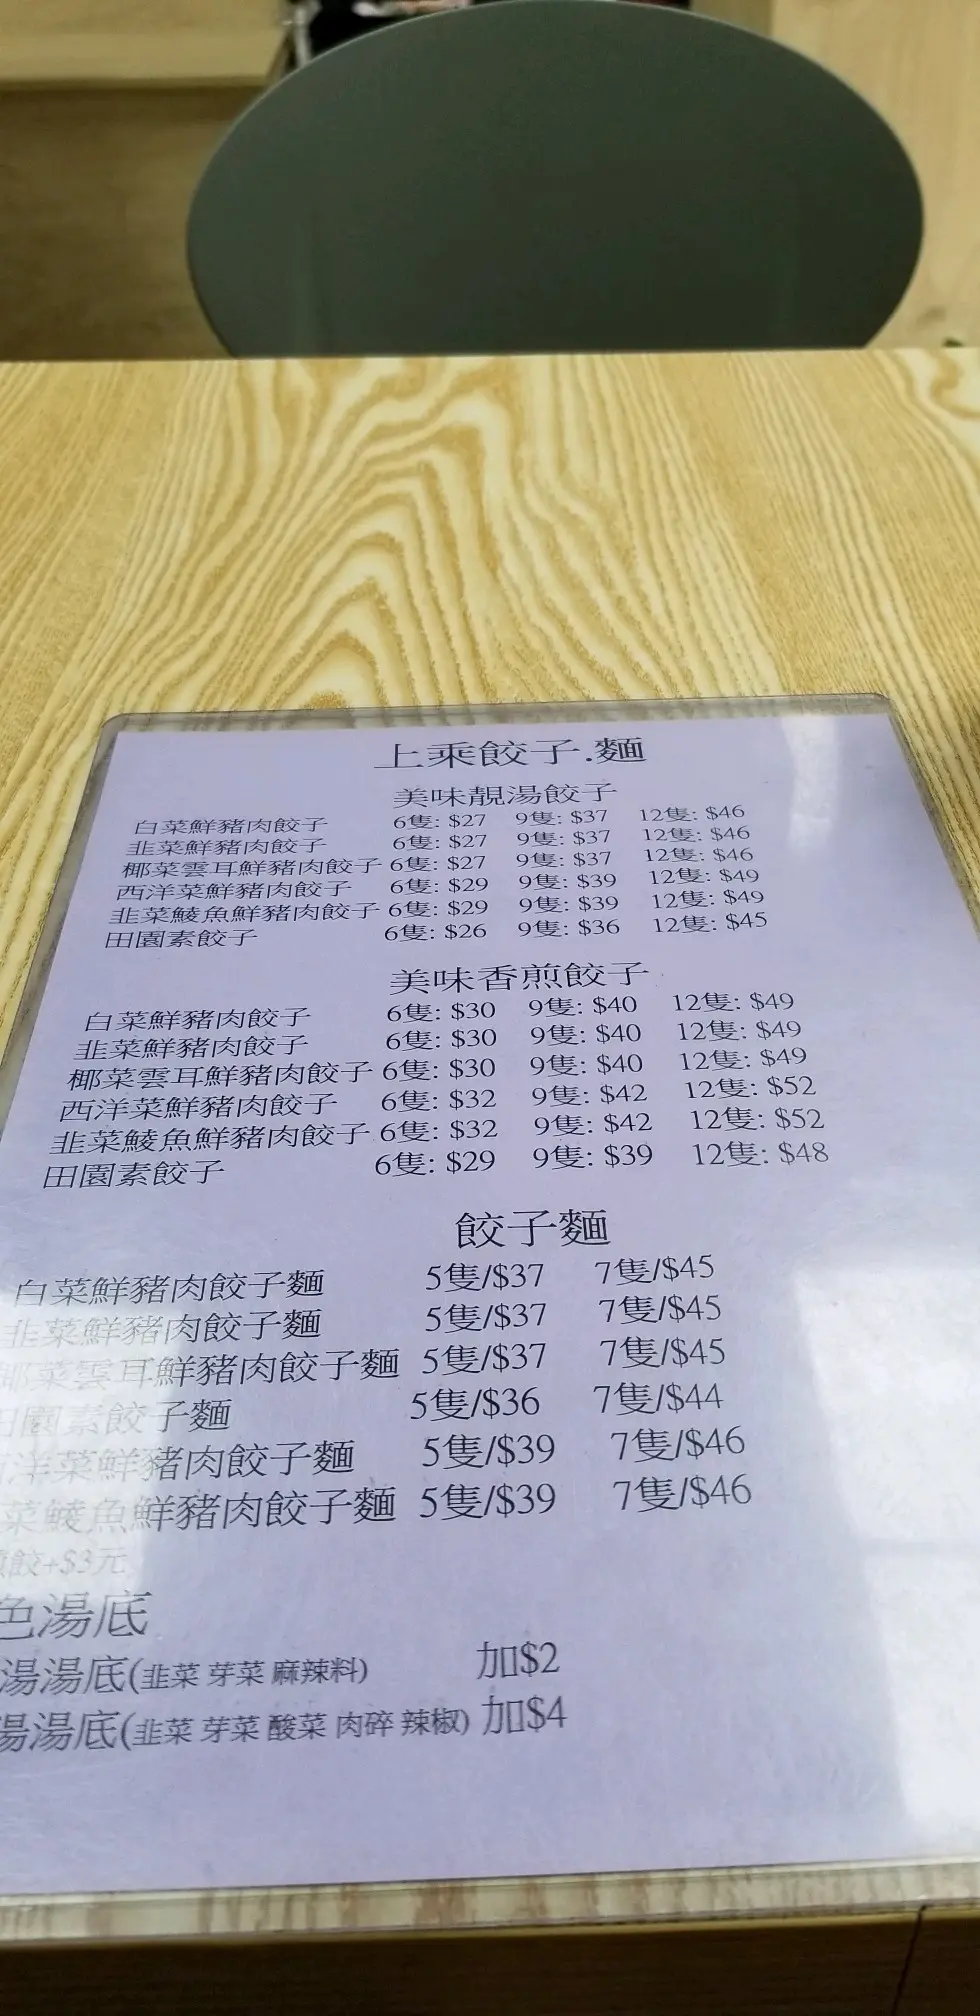 上乘餃子.麵
美味靚湯餃子
白菜鮮豬肉餃子 6隻: $27 9隻: $37 12隻: $46
韭菜鮮豬肉餃子 6隻: $27 9隻: $37 12隻: $46
椰菜雲耳鮮豬肉餃子 6隻: $27 9隻: $37 12隻: $46
西洋菜鮮豬肉餃子 6隻: $29 9隻: $39 12隻: $49
韭菜鯪魚鮮豬肉餃子 6隻: $29 9隻: $39 12隻: $49
田園素餃子 6隻: $26 9隻: $36 12隻: $45
美味香煎餃子
白菜鮮豬肉餃子 6隻: $30 9隻: $40 12隻: $49
韭菜鮮豬肉餃子 6隻: $30 9隻: $40 12隻: $49
椰菜雲耳鮮豬肉餃子 6隻: $30 9隻: $40 12隻: $49
西洋菜鮮豬肉餃子 6隻: $32 9隻: $42 12隻: $52
韭菜鯪魚鮮豬肉餃子 6隻: $32 9隻: $42 12隻: $52
田園素餃子 6隻: $29 9隻: $39 12隻: $48
餃子麵
白菜鮮豬肉餃子麵 5隻/$37 7隻/$45
韭菜鮮豬肉餃子麵 5隻/$37 7隻/$45
椰菜雲耳鮮豬肉餃子麵 5隻/$37 7隻/$45
田園素餃子麵 5隻/$36 7隻/$44
洋菜鮮豬肉餃子麵 5隻/$39 7隻/$46
菜鯪魚鮮豬肉餃子麵 5隻/$39 7隻/$46
餃+$3元
色湯底
湯湯底(韭菜 芽菜 麻辣料) 加$2
湯湯底(韭菜 芽菜 酸菜 肉碎 辣椒) 加$4